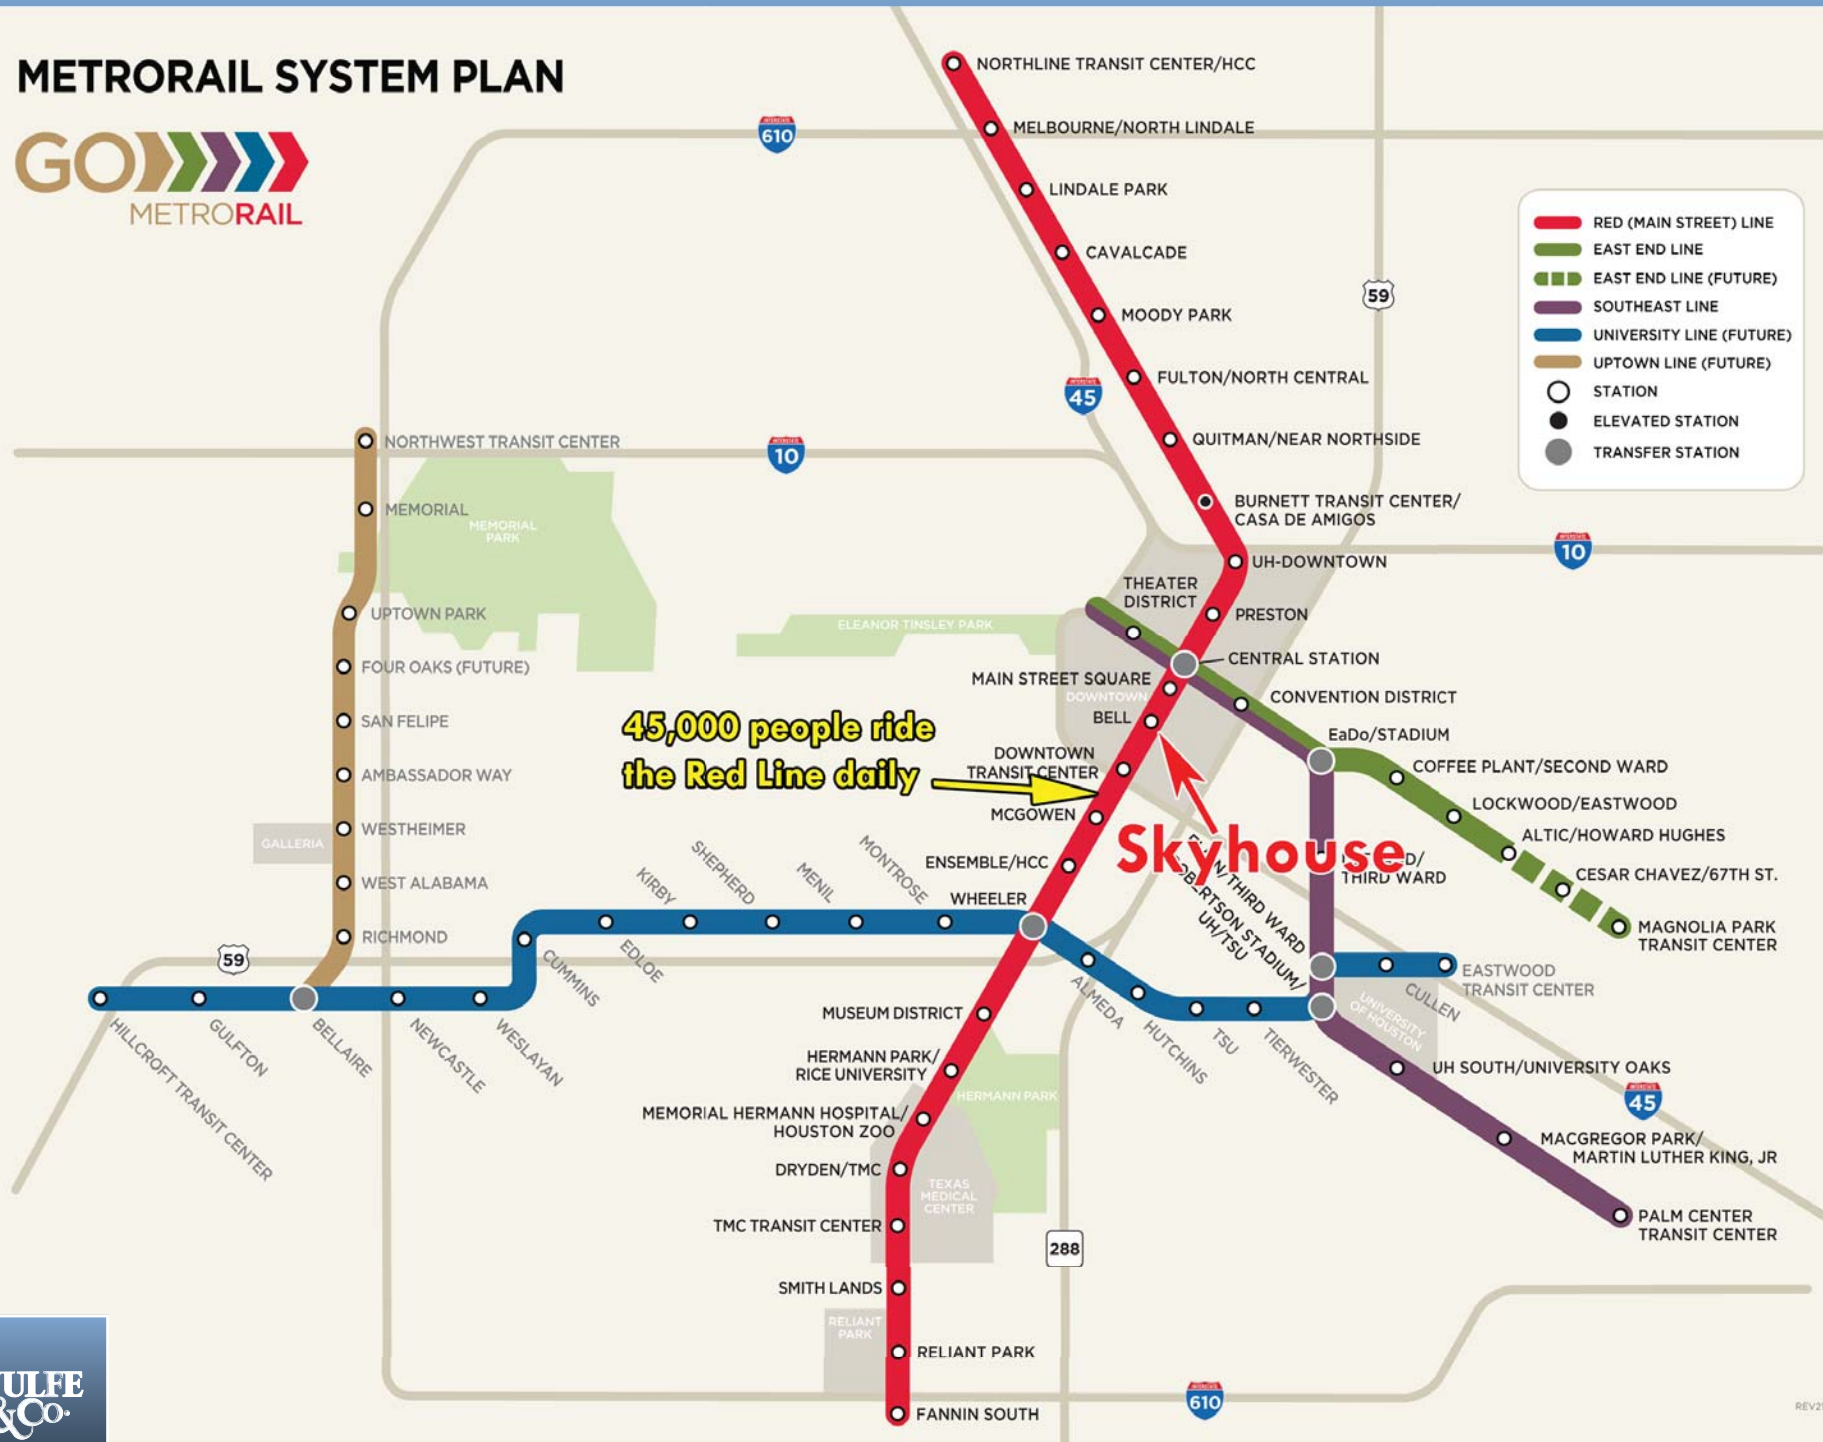 METRORAIL SYSTEM PLAN
GO
METRORAIL
NORTHLINE TRANSIT CENTER/HCC
610
MELBOURNE/NORTH LINDALE
LINDALE PARK
CAVALCADE
MOODY PARK
59
FULTON/NORTH CENTRAL
45
QUITMAN/NEAR NORTHSIDE
RED (MAIN STREET) LINE
EAST END LINE
EAST END LINE (FUTURE)
SOUTHEAST LINE
UNIVERSITY LINE (FUTURE)
UPTOWN LINE (FUTURE)
STATION
ELEVATED STATION
TRANSFER STATION
NORTHWEST TRANSIT CENTER
10
MEMORIAL
MEMORIAL
PARK
BURNETT TRANSIT CENTER/
CASA DE AMIGOS
10
UH-DOWNTOWN
THEATER
DISTRICT
PRESTON
UPTOWN PARK
ELEANOR TINSLEY PARK
CENTRAL STATION
FOUR OAKS (FUTURE)
MAIN STREET SQUARE
DOWNTOWN
CONVENTION DISTRICT
SAN FELIPE
45,000 people ride
the Red Line daily
BELL
EaDo/STADIUM
DOWNTOWN
TRANSIT CENTER
COFFEE PLANT/SECOND WARD
AMBASSADOR WAY
LOCKWOOD/EASTWOOD
MCGOWEN
WESTHEIMER
GALLERIA
ALTIC/HOWARD HUGHES
Skyhouse
ENSEMBLE/HCC
THIRD WARD
CESAR CHAVEZ/67TH ST.
WEST ALABAMA
WHEELER
KIRBY
SHEPHERD
MENIL
MONTROSE
/THIRD WARD
STADIUM/
UH/TSU
MAGNOLIA PARK
TRANSIT CENTER
RICHMOND
59
CUMMINS
EDLOE
EASTWOOD
TRANSIT CENTER
CULLEN
HILLCROFT TRANSIT CENTER
GULFTON
BELLAIRE
NEWCASTLE
WESLAYAN
ALMEDA
HUTCHINS
TSU
TIERWESTER
UNIVERSITY
OF HOUSTON
MUSEUM DISTRICT
HERMANN PARK/
RICE UNIVERSITY
UH SOUTH/UNIVERSITY OAKS
HERMANN PARK
45
MEMORIAL HERMANN HOSPITAL/
HOUSTON ZOO
MACGREGOR PARK/
MARTIN LUTHER KING, JR
DRYDEN/TMC
TEXAS
MEDICAL
CENTER
TMC TRANSIT CENTER
PALM CENTER
TRANSIT CENTER
288
SMITH LANDS
RELIANT
PARK
RELIANT PARK
610
FANNIN SOUTH
ULFE
&CO.